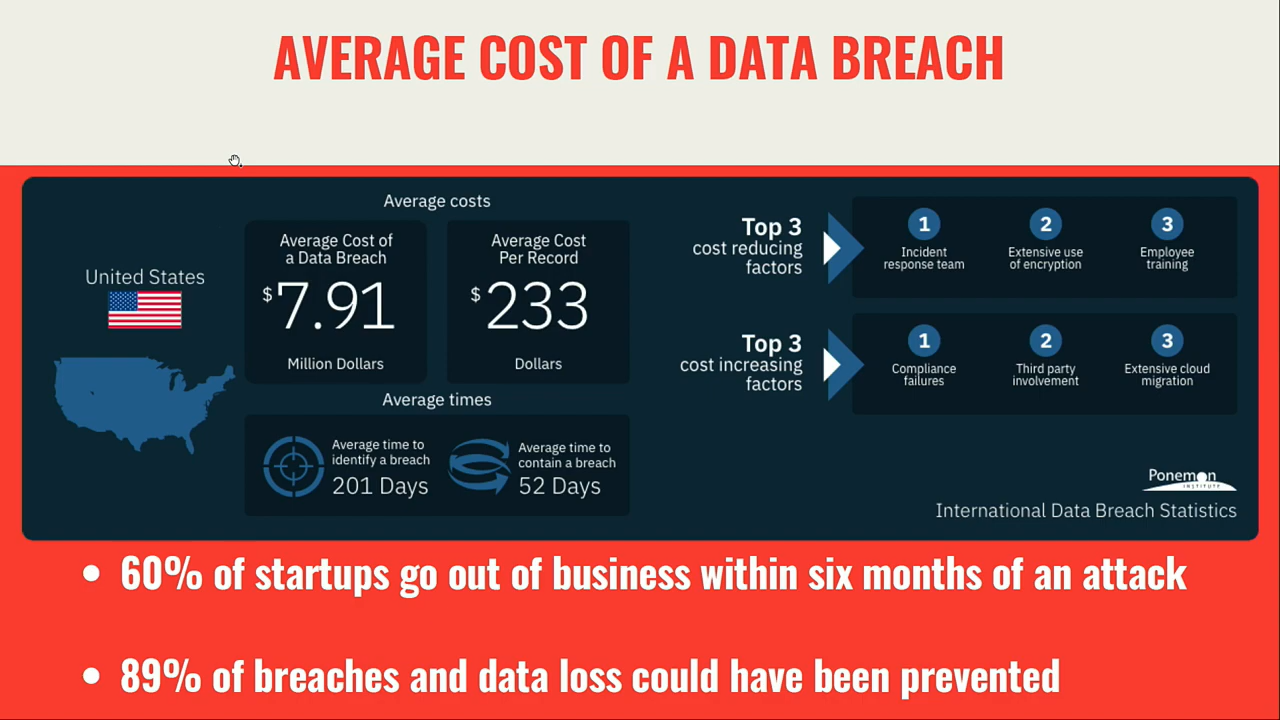 AVERAGE COST OF A DATA BREACH
United States
Average costs
Average Cost of
a Data Breach
$7.91
Million Dollars
Average Cost
Per Record
$233
Dollars
Average times
Average time to
identify a breach
201 Days
Average time to
contain a breach
52 Days
Top 3
cost reducing
factors
1
Incident
response team
2
Extensive use
of encryption
3
Employee
training
Top 3
cost increasing
factors
1
Compliance
failures
2
Third party
involvement
3
Extensive cloud
migration
Ponemon
INSTITUTE
International Data Breach Statistics
• 60% of startups go out of business within six months of an attack
• 89% of breaches and data loss could have been prevented